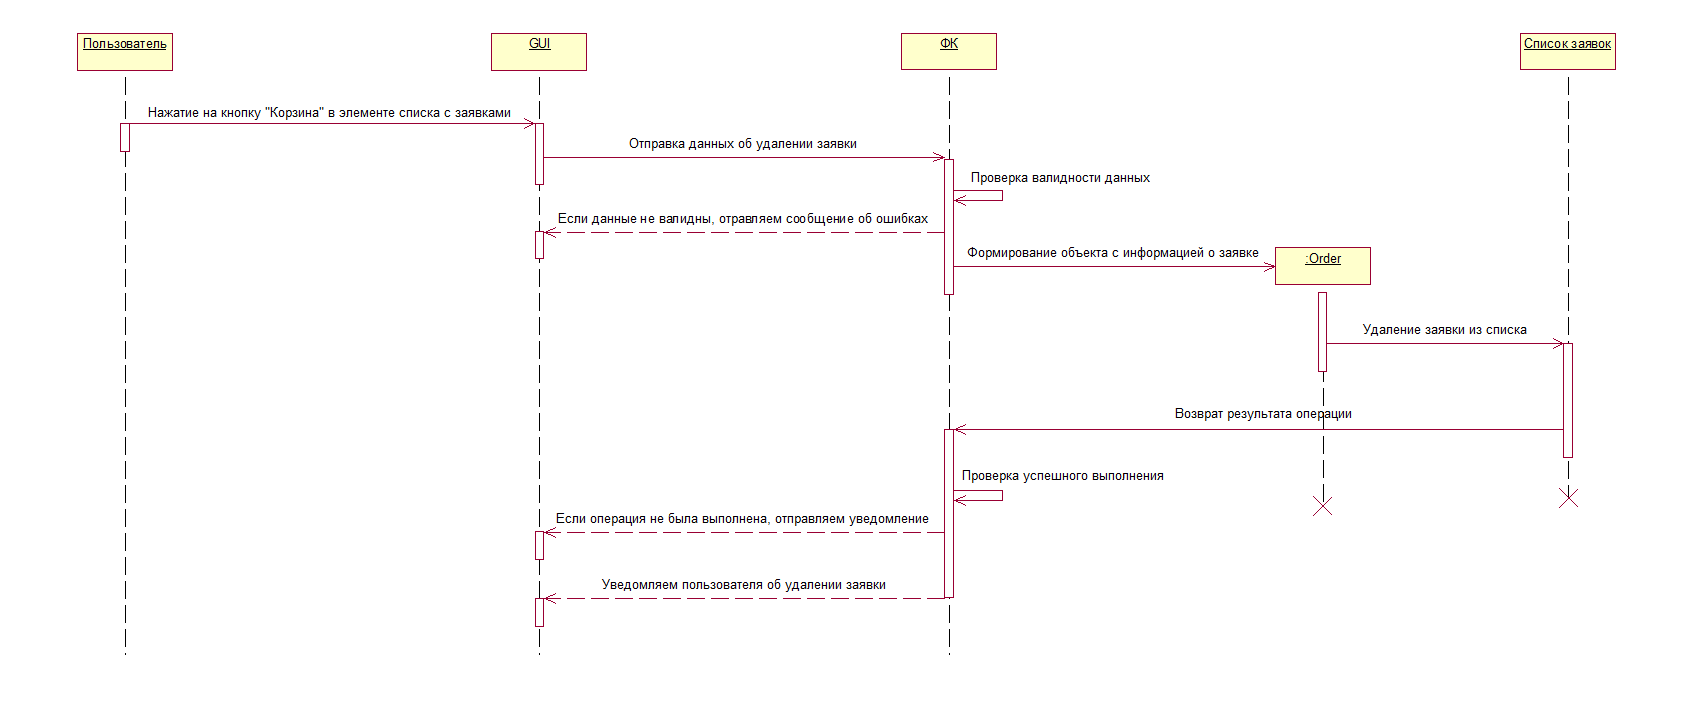 Пользователь
GUI
ФК
Список заявок
Нажатие на кнопку "Корзина" в элементе списка с заявками
Отправка данных об удалении заявки
Проверка валидности данных
Если данные не валидны, отравляем сообщение об ошибках
Формирование объекта с информацией о заявке
:Order
Удаление заявки из списка
Возврат результата операции
Проверка успешного выполнения
Если операция не была выполнена, отправляем уведомление
Уведомляем пользователя об удалении заявки